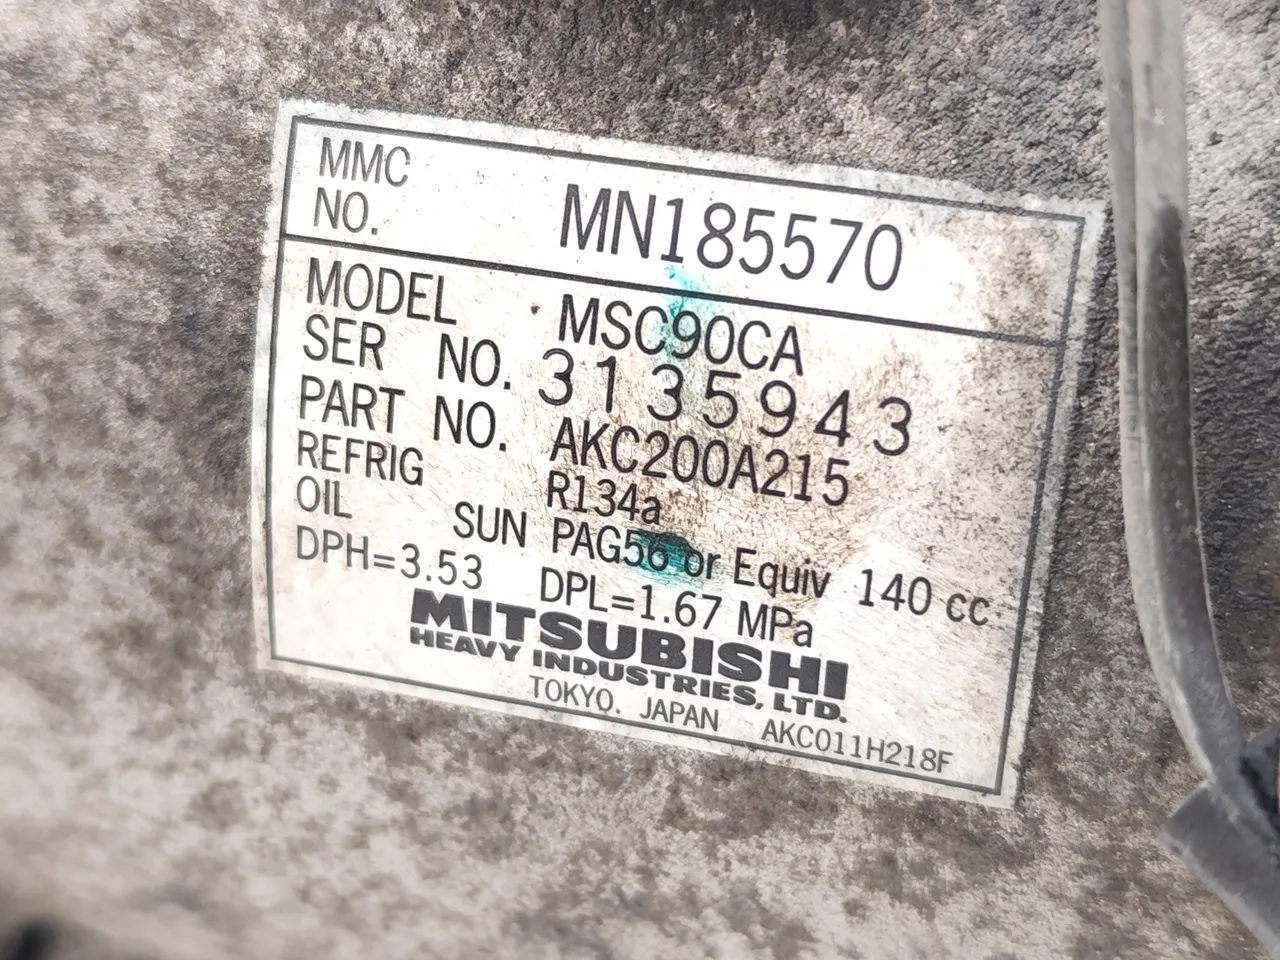 MMC
NO. MN185570
MODEL MSC90CA
SER NO. 3135943
PART NO. AKC200A215
REFRIG R134a
OIL SUN PAG56 or Equiv 140 cc
DPH=3.53 DPL=1.67 MPa
MITSUBISHI
HEAVY INDUSTRIES, LTD.
TOKYO. JAPAN AKC011H218F